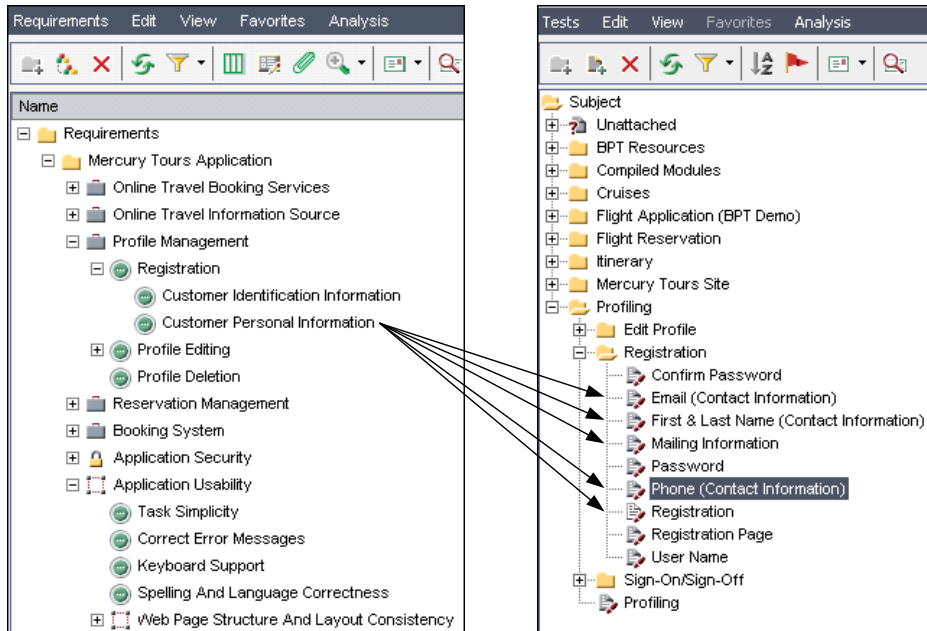 Requirements Edit View Favorites Analysis
Name
Requirements
Mercury Tours Application
Online Travel Booking Services
Online Travel Information Source
Profile Management
Registration
Customer Identification Information
Customer Personal Information
Profile Editing
Profile Deletion
Reservation Management
Booking System
Application Security
Application Usability
Task Simplicity
Correct Error Messages
Keyboard Support
Spelling And Language Correctness
Web Page Structure And Layout Consistency
Tests Edit View Favorites Analysis
Subject
Unattached
BPT Resources
Compiled Modules
Cruises
Flight Application (BPT Demo)
Flight Reservation
Itinerary
Mercury Tours Site
Profiling
Edit Profile
Registration
Confirm Password
Email (Contact Information)
First & Last Name (Contact Information)
Mailing Information
Password
Phone (Contact Information)
Registration
Registration Page
User Name
Sign-On/Sign-Off
Profiling